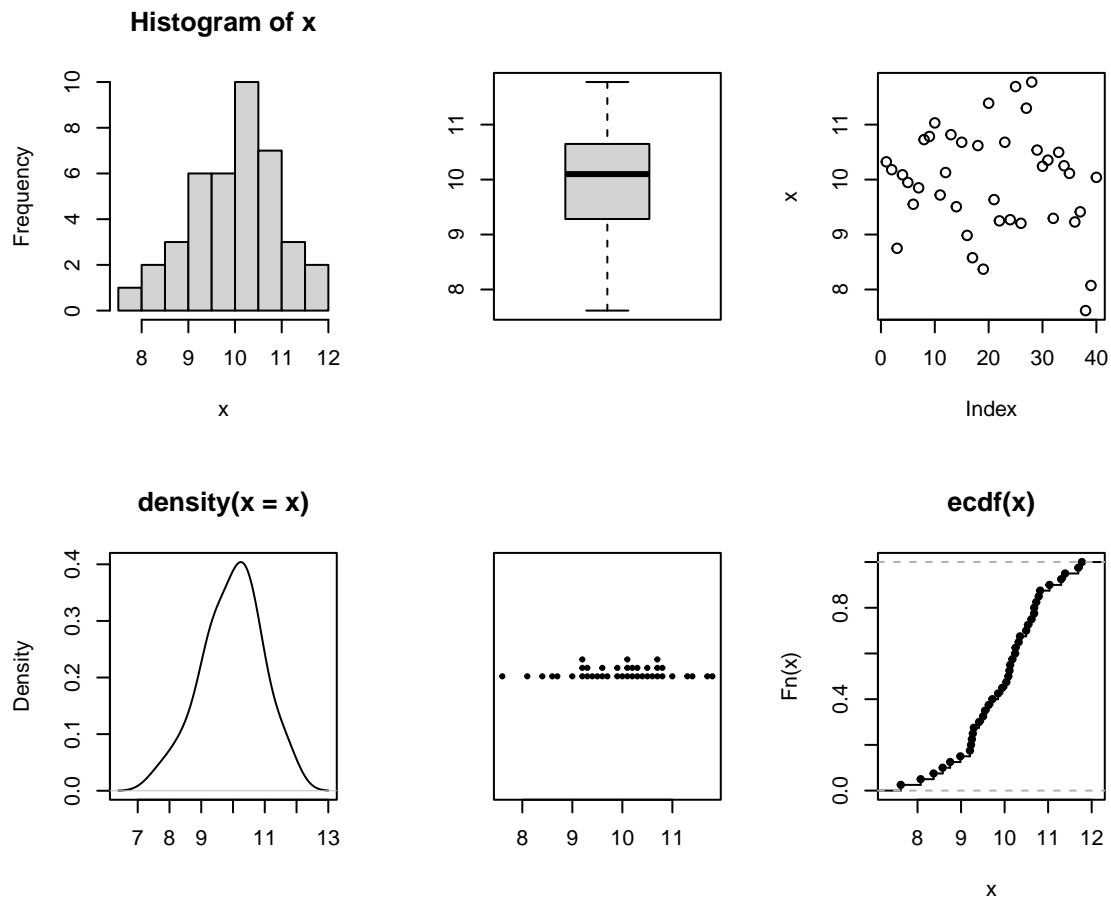 Histogram of x
Frequency
0 2 4 6 8 10
8 9 10 11 12
x
8 9 10 11
x
8 9 10 11
0 10 20 30 40
Index
density(x = x)
Density
0.0 0.1 0.2 0.3 0.4
7 8 9 11 13
8 9 10 11
ecdf(x)
Fn(x)
0.0 0.4 0.8
8 9 10 11 12
x